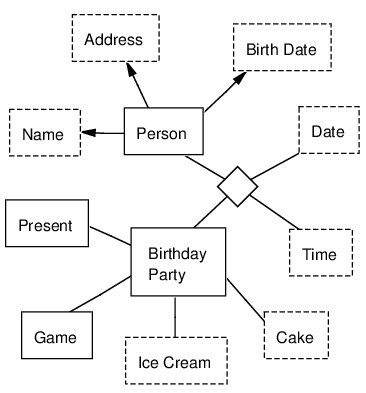 Address
Birth Date
Name
Person
Date
Present
Birthday
Party
Time
Game
Ice Cream
Cake